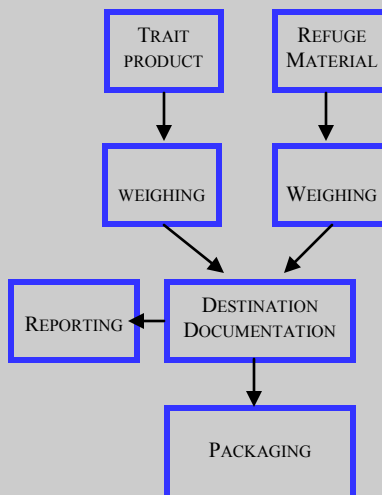 TRAIT
PRODUCT
REFUGE
MATERIAL
WEIGHING
WEIGHING
DESTINATION
DOCUMENTATION
REPORTING
PACKAGING